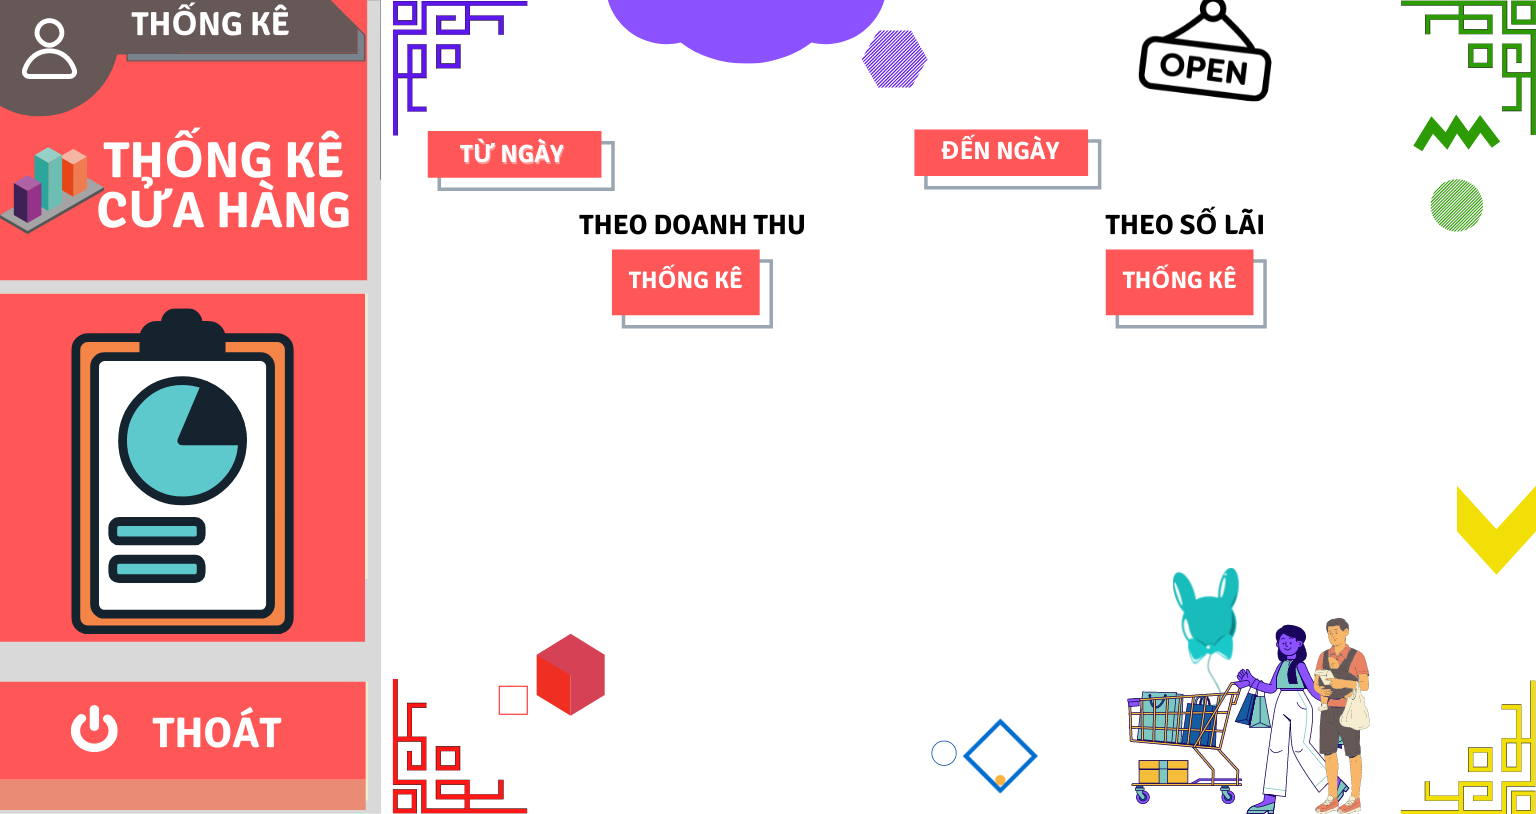 THỐNG KÊ
THỐNG KÊ
CỬA HÀNG
THOÁT
OPEN
TỪ NGÀY
ĐẾN NGÀY
THEO DOANH THU
THEO SỐ LÃI
THỐNG KÊ
THỐNG KÊ